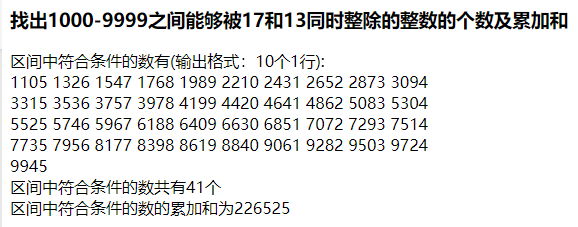 找出1000-9999之间能够被17和13同时整除的整数的个数及累加和
区间中符合条件的数有(输出格式：10个1行):
1105 1326 1547 1768 1989 2210 2431 2652 2873 3094
3315 3536 3757 3978 4199 4420 4641 4862 5083 5304
5525 5746 5967 6188 6409 6630 6851 7072 7293 7514
7735 7956 8177 8398 8619 8840 9061 9282 9503 9724
9945
区间中符合条件的数共有41个
区间中符合条件的数的累加和为226525